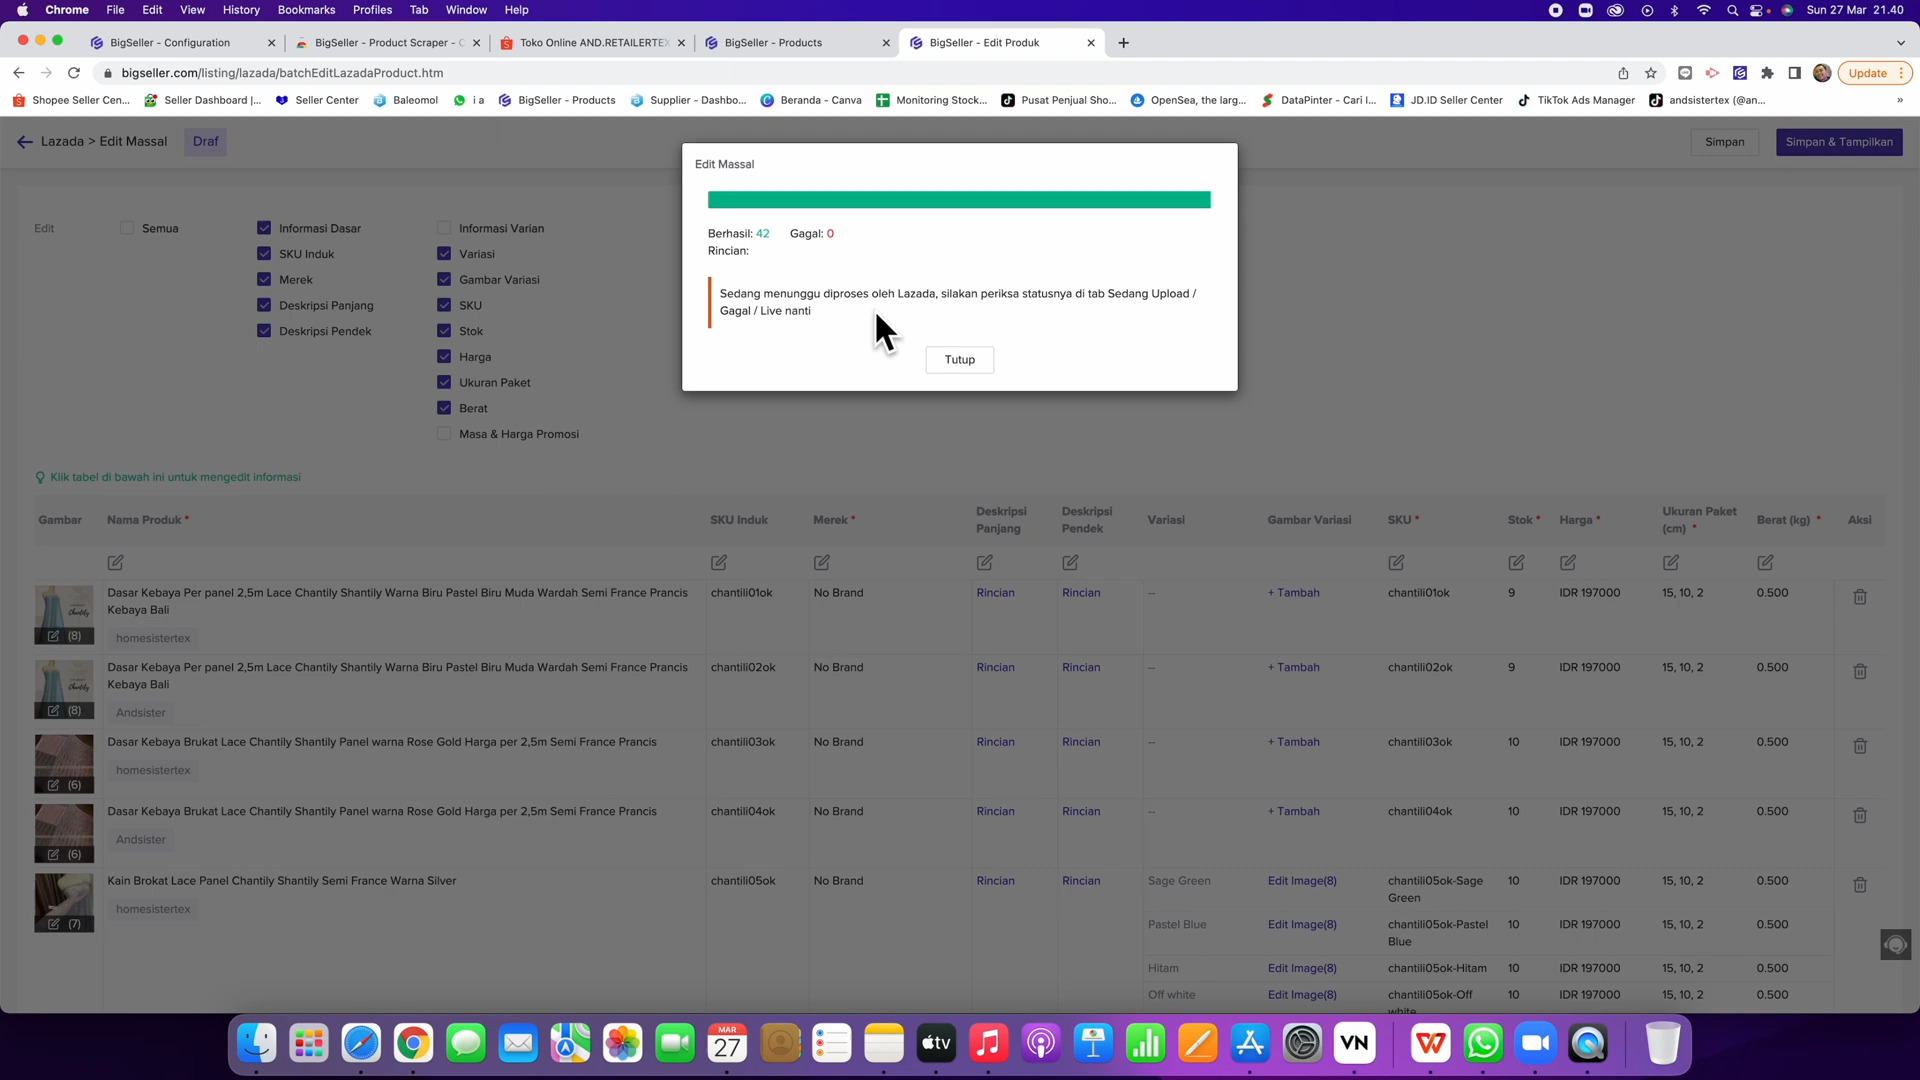 Chrome File Edit View History Bookmarks Profiles Tab Window Help
Sun 27 Mar 21.40
BigSeller - Configuration
BigSeller - Product Scraper - C
Toko Online AND.RETAILERTEX
BigSeller - Products
BigSeller - Edit Produk
bigseller.com/listing/lazada/batchEditLazadaProduct.htm
Update
Shopee Seller Cen...
Seller Dashboard |...
Seller Center
Baleomol
i a
BigSeller - Products
Supplier - Dashbo...
Beranda - Canva
Monitoring Stock...
Pusat Penjual Sho...
OpenSea, the larg...
DataPinter - Cari I...
JD.ID Seller Center
TikTok Ads Manager
andsistertex (@an...
Lazada > Edit Massal
Draf
Simpan
Simpan & Tampilkan
Edit Massal
Berhasil: 42 Gagal: 0
Rincian:
Sedang menunggu diproses oleh Lazada, silakan periksa statusnya di tab Sedang Upload /
Gagal / Live nanti
Tutup
Edit
Semua
Informasi Dasar
SKU Induk
Merek
Deskripsi Panjang
Deskripsi Pendek
Informasi Varian
Variasi
Gambar Variasi
SKU
Stok
Harga
Ukuran Paket
Berat
Masa & Harga Promosi
Klik tabel di bawah ini untuk mengedit informasi
Gambar
Nama Produk *
SKU Induk
Merek *
Deskripsi
Panjang
Deskripsi
Pendek
Variasi
Gambar Variasi
SKU *
Stok *
Harga *
Ukuran Paket
(cm) *
Berat (kg) *
Aksi
(8)
Dasar Kebaya Per panel 2,5m Lace Chantily Shantily Warna Biru Pastel Biru Muda Wardah Semi France Prancis
Kebaya Bali
homesistertex
chantili01ok
No Brand
Rincian
Rincian
--
+ Tambah
chantili01ok
9
IDR 197000
15, 10, 2
0.500
(8)
Dasar Kebaya Per panel 2,5m Lace Chantily Shantily Warna Biru Pastel Biru Muda Wardah Semi France Prancis
Kebaya Bali
Andsister
chantili02ok
No Brand
Rincian
Rincian
--
+ Tambah
chantili02ok
9
IDR 197000
15, 10, 2
0.500
(6)
Dasar Kebaya Brukat Lace Chantily Shantily Panel warna Rose Gold Harga per 2,5m Semi France Prancis
homesistertex
chantili03ok
No Brand
Rincian
Rincian
--
+ Tambah
chantili03ok
10
IDR 197000
15, 10, 2
0.500
(6)
Dasar Kebaya Brukat Lace Chantily Shantily Panel warna Rose Gold Harga per 2,5m Semi France Prancis
Andsister
chantili04ok
No Brand
Rincian
Rincian
--
+ Tambah
chantili04ok
10
IDR 197000
15, 10, 2
0.500
(7)
Kain Brokat Lace Panel Chantily Shantily Semi France Warna Silver
homesistertex
chantili05ok
No Brand
Rincian
Rincian
Sage Green
Edit Image(8)
chantili05ok-Sage
Green
10
IDR 197000
15, 10, 2
0.500
Pastel Blue
Edit Image(8)
chantili05ok-Pastel
Blue
10
IDR 197000
15, 10, 2
0.500
Hitam
Edit Image(8)
chantili05ok-Hitam
10
IDR 197000
15, 10, 2
0.500
Off white
Edit Image(8)
chantili05ok-Off
white
10
IDR 197000
15, 10, 2
0.500
MAR
27
tv
VN